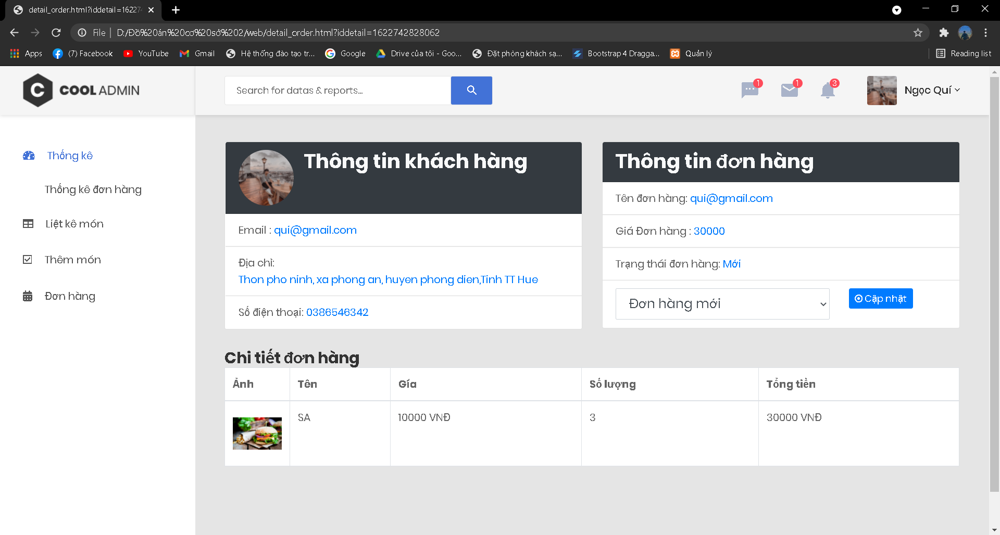 detail_order.html?iddetail=16227
File
D:/Đồ%20án%20cơ%20sở%202/web/detail_order.html?iddetail=1622742828062
Apps
(7) Facebook
YouTube
Gmail
Hệ thống đào tạo tr...
Google
Drive của tôi - Goo...
Đặt phòng khách sạ...
Bootstrap 4 Dragga...
Quản lý
Reading list
COOL ADMIN
Search for datas & reports...
1
1
3
Ngọc Quí
Thống kê
Thống kê đơn hàng
Liệt kê món
Thêm món
Đơn hàng
Thông tin khách hàng
Email : qui@gmail.com
Địa chỉ:
Thon pho ninh, xa phong an, huyen phong dien,Tinh TT Hue
Số điện thoại: 0386546342
Thông tin đơn hàng
Tên đơn hàng: qui@gmail.com
Giá Đơn hàng : 30000
Trạng thái đơn hàng: Mới
Đơn hàng mới
Cập nhật
Chi tiết đơn hàng
Ảnh Tên Gía Số lượng Tổng tiền
SA 10000 VNĐ 3 30000 VNĐ